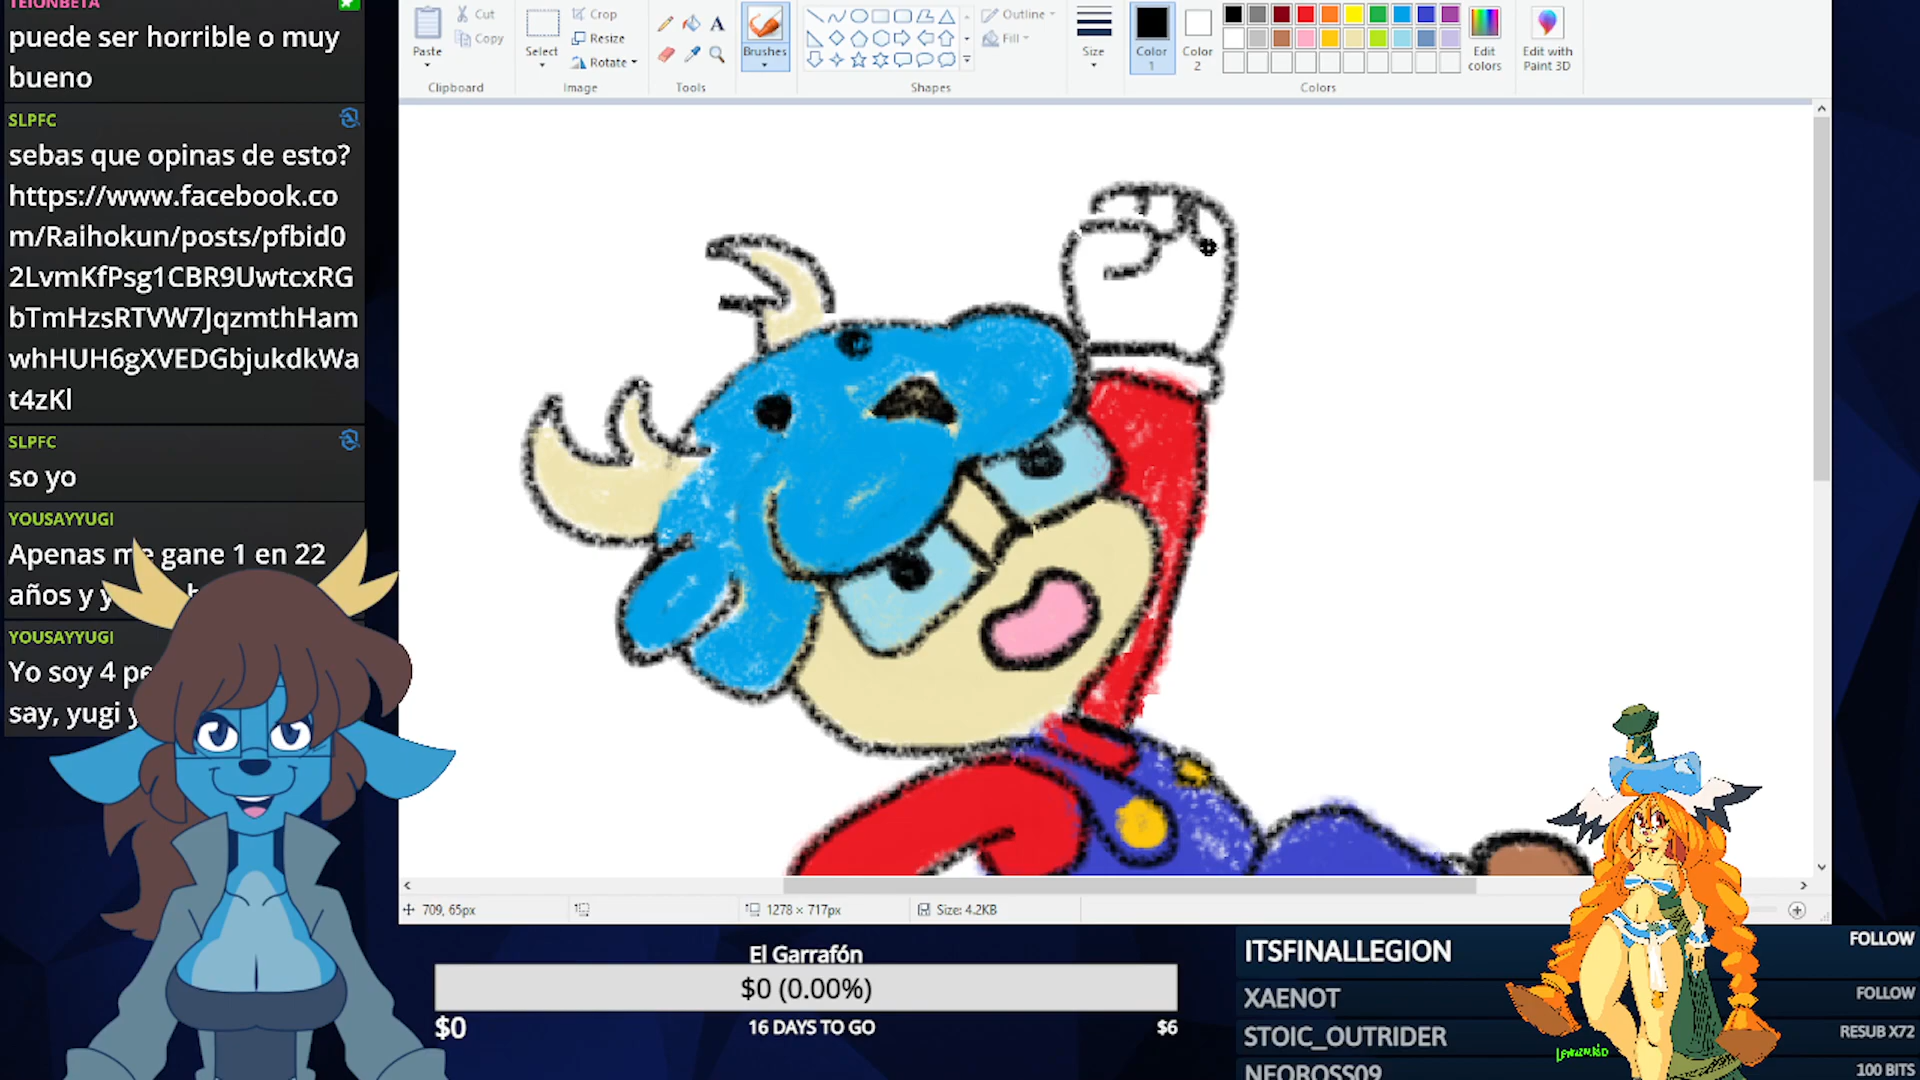 TEIONBETA
puede ser horrible o muy
bueno
SLPFC
sebas que opinas de esto?
https://www.facebook.co
m/Raihokun/posts/pfbid0
2LvmKfPsg1CBR9UwtcxRG
bTmHzsRTVW7JqzmthHam
whHUH6gXVEDGbjukdkWa
t4zKl
SLPFC
so yo
YOUSAYYUGI
Apenas me gane 1 en 22
años y y
YOUSAYYUGI
Yo soy 4 pe
say, yugi y
Paste
Cut
Copy
Clipboard
Select
Crop
Resize
Rotate
Image
Tools
Brushes
Shapes
Outline
Fill
Size
Color
1
Color
2
Colors
Edit
colors
Edit with
Paint 3D
709, 65px
1278 × 717px
Size: 4.2KB
El Garrafón
$0 (0.00%)
$0
16 DAYS TO GO
$6
ITSFINALLEGION FOLLOW
XAENOT FOLLOW
STOIC_OUTRIDER RESUB X72
NEOBOSS09 100 BITS